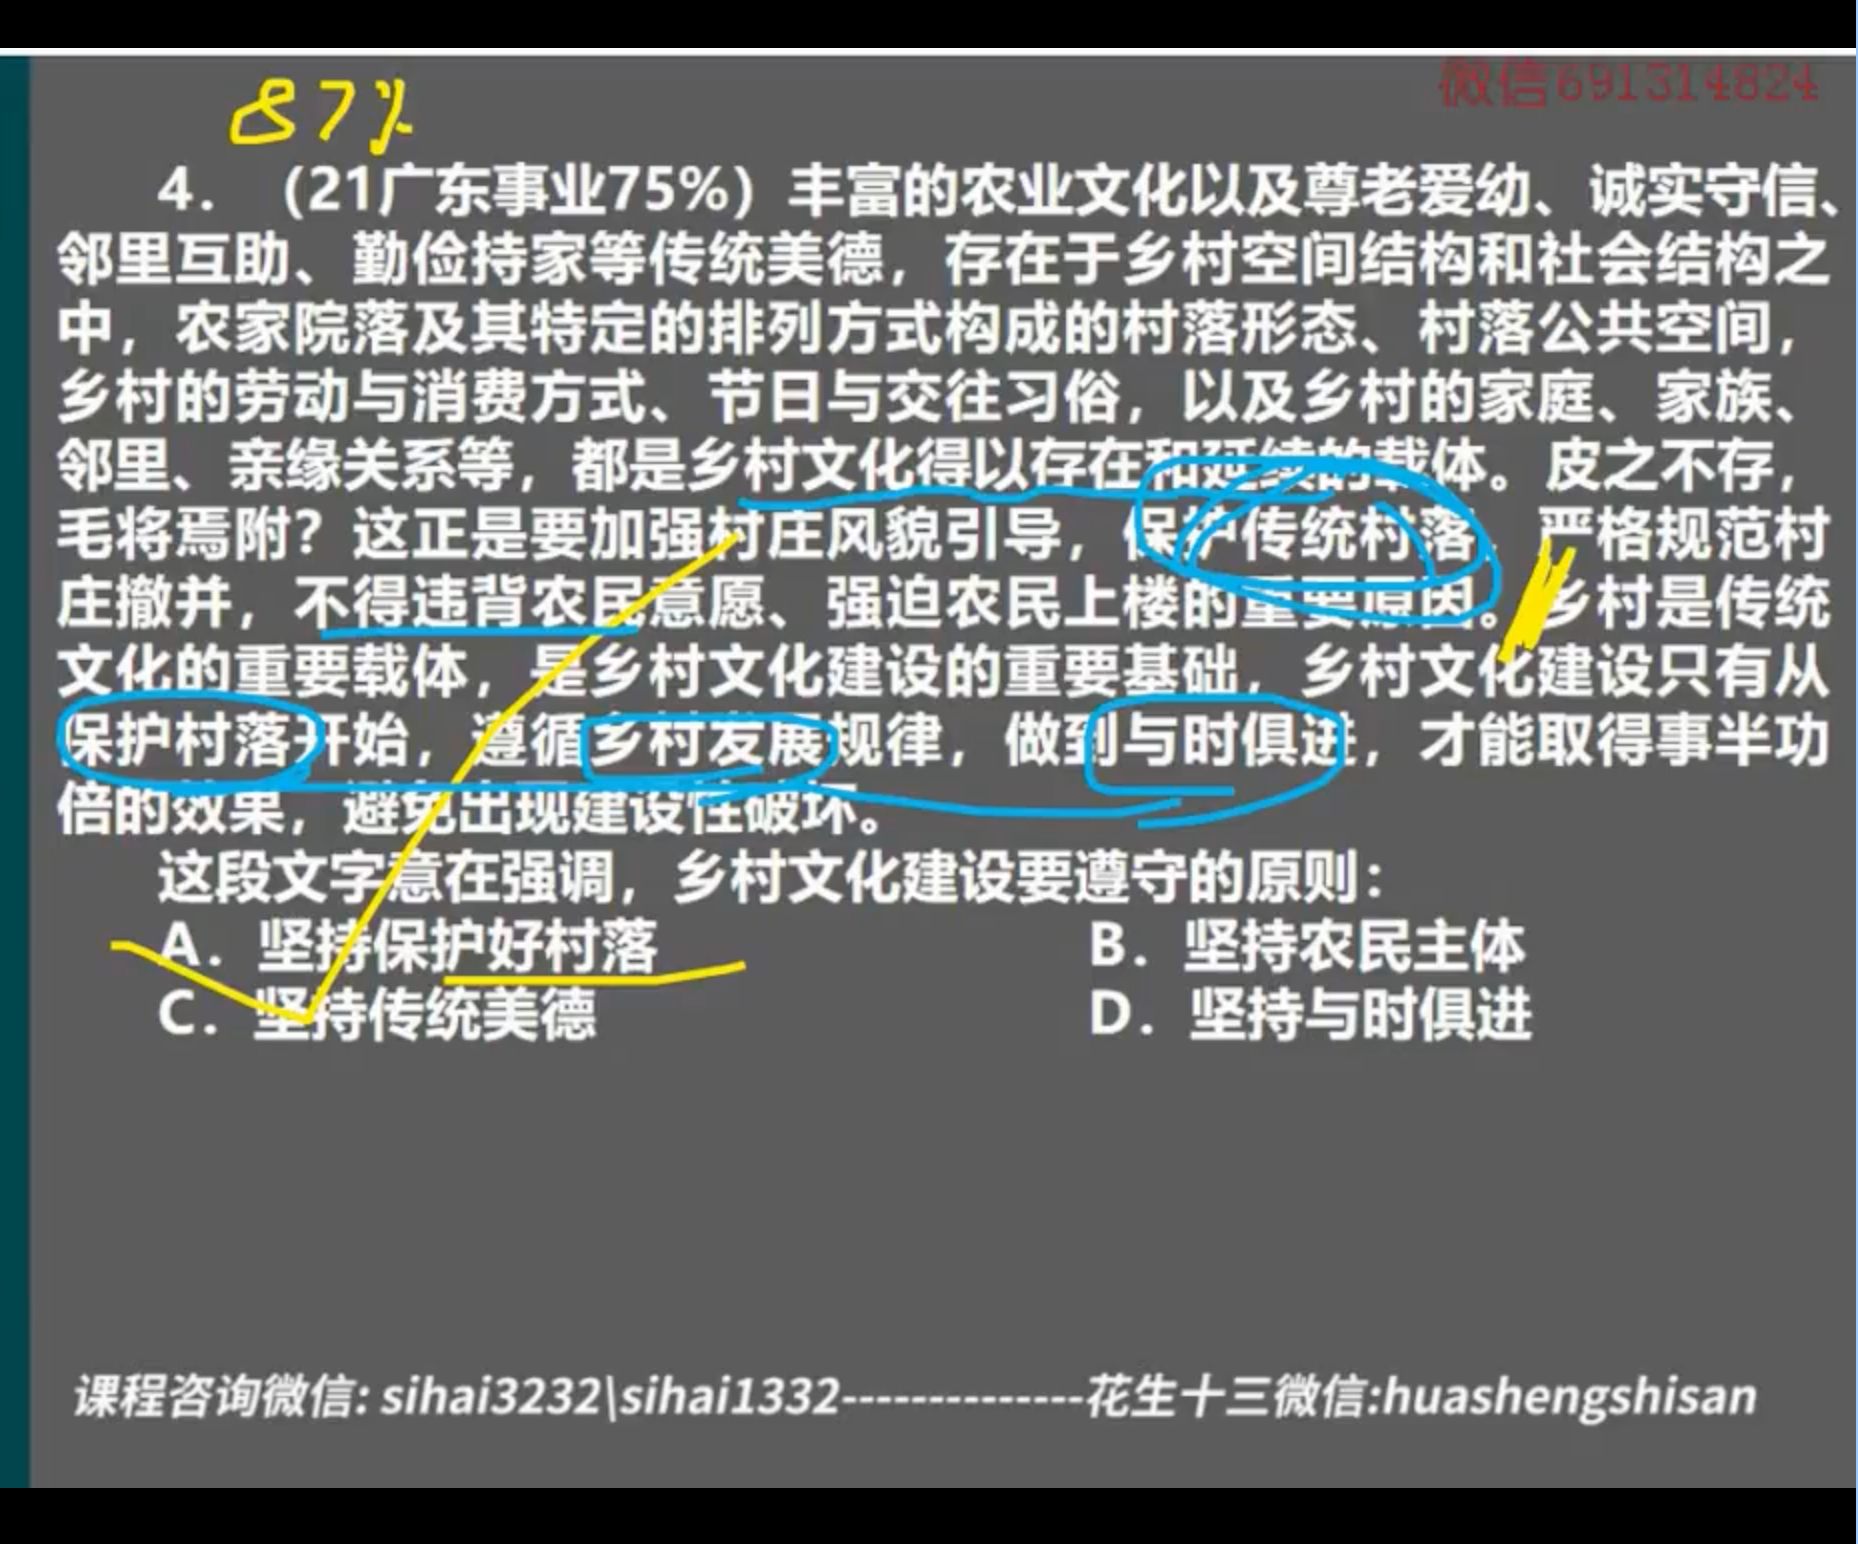 微信691314824
87%
4．（21广东事业75%）丰富的农业文化以及尊老爱幼、诚实守信、
邻里互助、勤俭持家等传统美德，存在于乡村空间结构和社会结构之
中，农家院落及其特定的排列方式构成的村落形态、村落公共空间，
乡村的劳动与消费方式、节日与交往习俗，以及乡村的家庭、家族、
邻里、亲缘关系等，都是乡村文化得以存在和延续的载体。皮之不存，
毛将焉附？这正是要加强村庄风貌引导，保护传统村落，严格规范村
庄撤并，不得违背农民意愿、强迫农民上楼的重要原因。乡村是传统
文化的重要载体，是乡村文化建设的重要基础，乡村文化建设只有从
保护村落开始，遵循乡村发展规律，做到与时俱进，才能取得事半功
倍的效果，避免出现建设性破坏。
这段文字意在强调，乡村文化建设要遵守的原则：
A．坚持保护好村落 B．坚持农民主体
C．坚持传统美德 D．坚持与时俱进
课程咨询微信: sihai3232\sihai1332--------------花生十三微信:huashengshisan